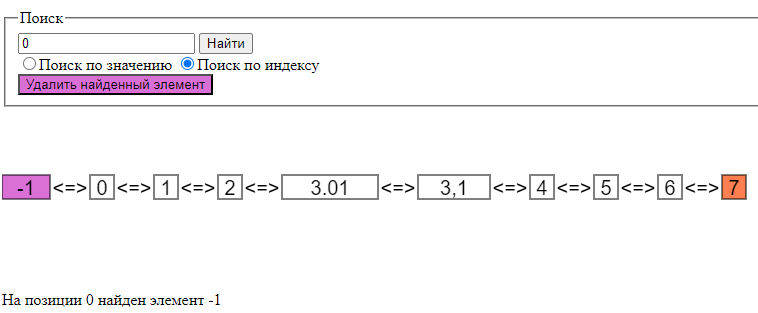 Поиск
0 Найти
Поиск по значению Поиск по индексу
Удалить найденный элемент
-1 <=> 0 <=> 1 <=> 2 <=> 3.01 <=> 3,1 <=> 4 <=> 5 <=> 6 <=> 7
На позиции 0 найден элемент -1